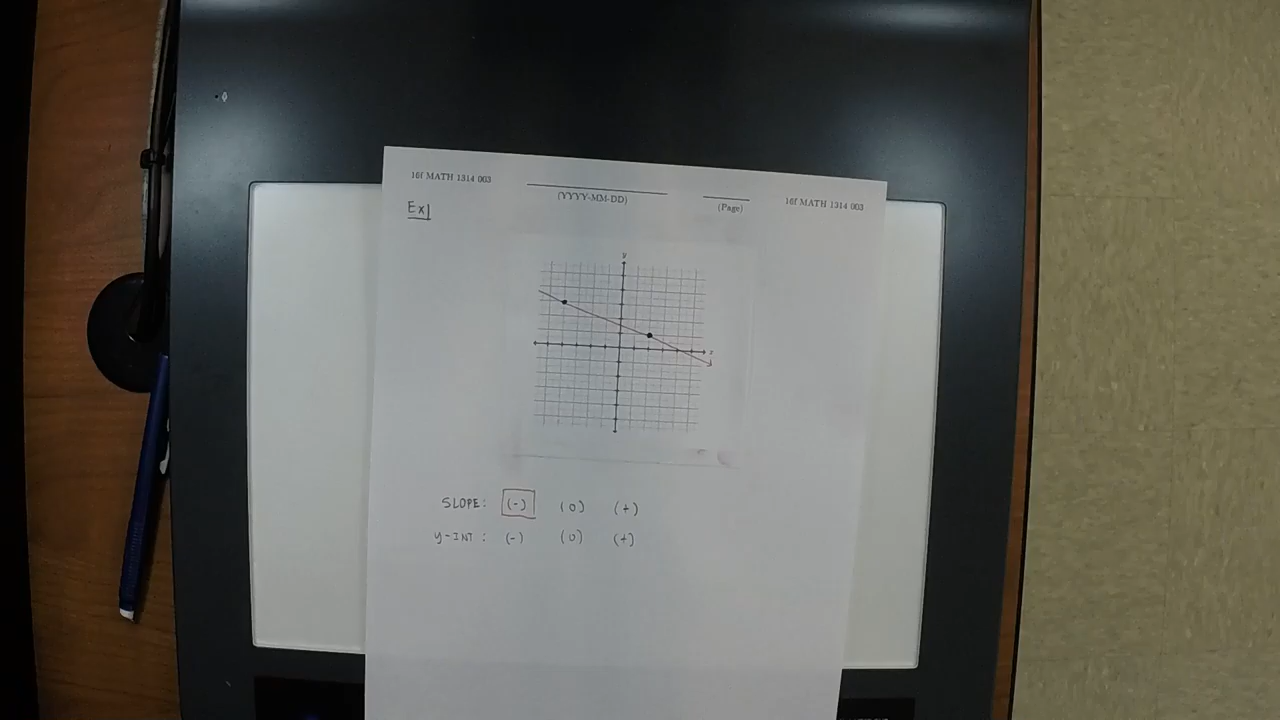 16f MATH 1314 003 (YYYY-MM-DD) (Page) 16f MATH 1314 003
Ex1
y
x
SLOPE: (-) (0) (+)
y-INT: (-) (0) (+)